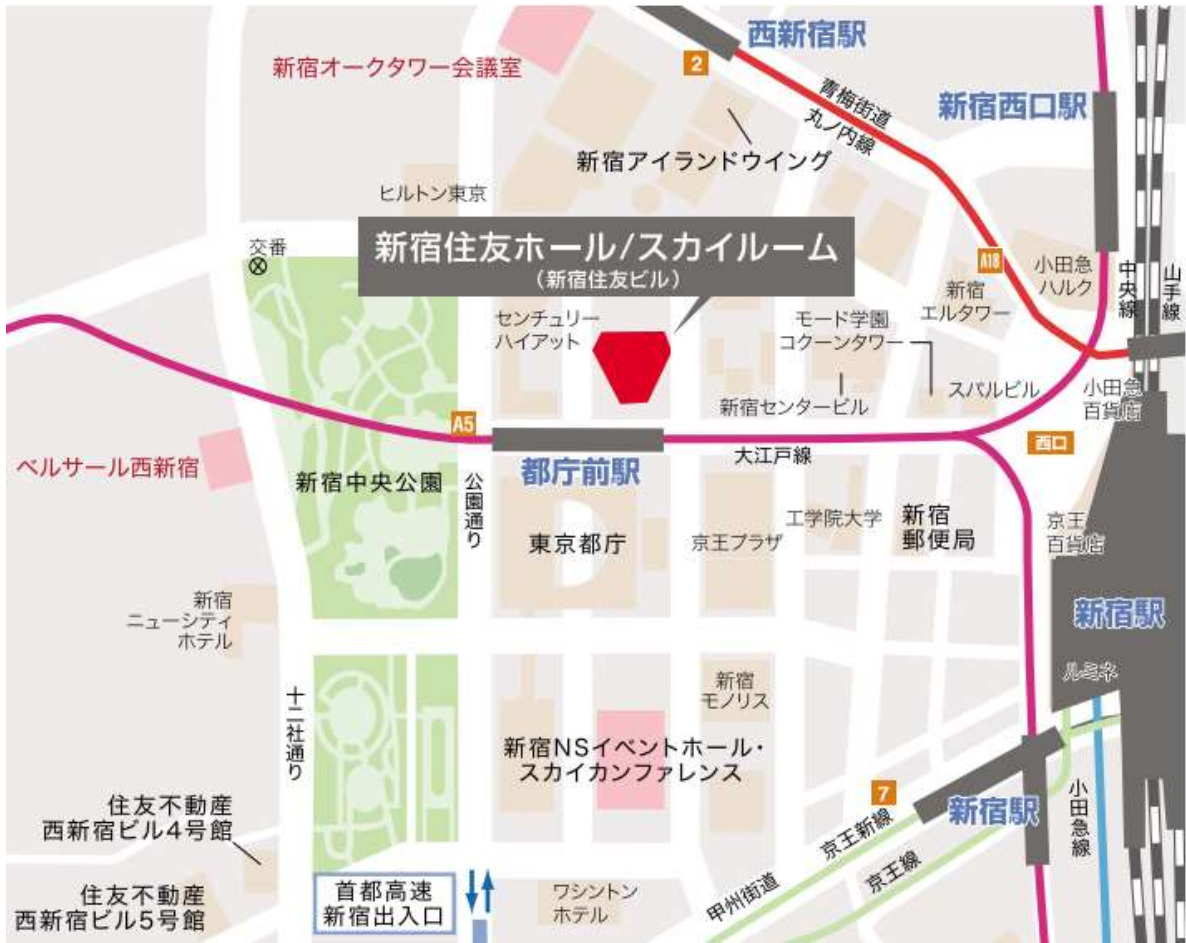 西新宿駅
2
新宿オークタワー会議室
青梅街道
丸ノ内線
新宿西口駅
新宿アイランドウイング
ヒルトン東京
交番
新宿住友ホール/スカイルーム
(新宿住友ビル)
A18
小田急
ハルク
中央線
山手線
新宿
エルタワー
センチュリー
ハイアット
モード学園
コクーンタワー
スバルビル
小田急
百貨店
新宿センタービル
A5
西口
大江戸線
都庁前駅
ベルサール西新宿
新宿中央公園
公園通り
東京都庁
京王プラザ
工学院大学
新宿
郵便局
京王
百貨店
新宿
ニューシティ
ホテル
新宿駅
ルミネ
十二社通り
新宿
モノリス
新宿NSイベントホール・
スカイカンファレンス
7
新宿駅
小田急線
京王新線
京王線
甲州街道
住友不動産
西新宿ビル4号館
住友不動産
西新宿ビル5号館
首都高速
新宿出入口
ワシントン
ホテル